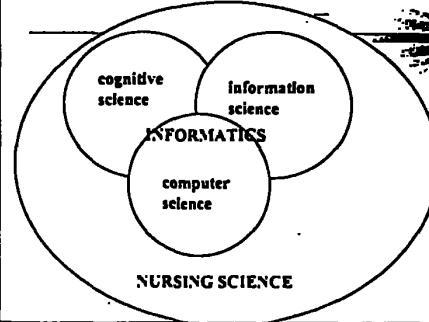 cognitive
science
information
science
INFORMATICS
computer
science
NURSING SCIENCE